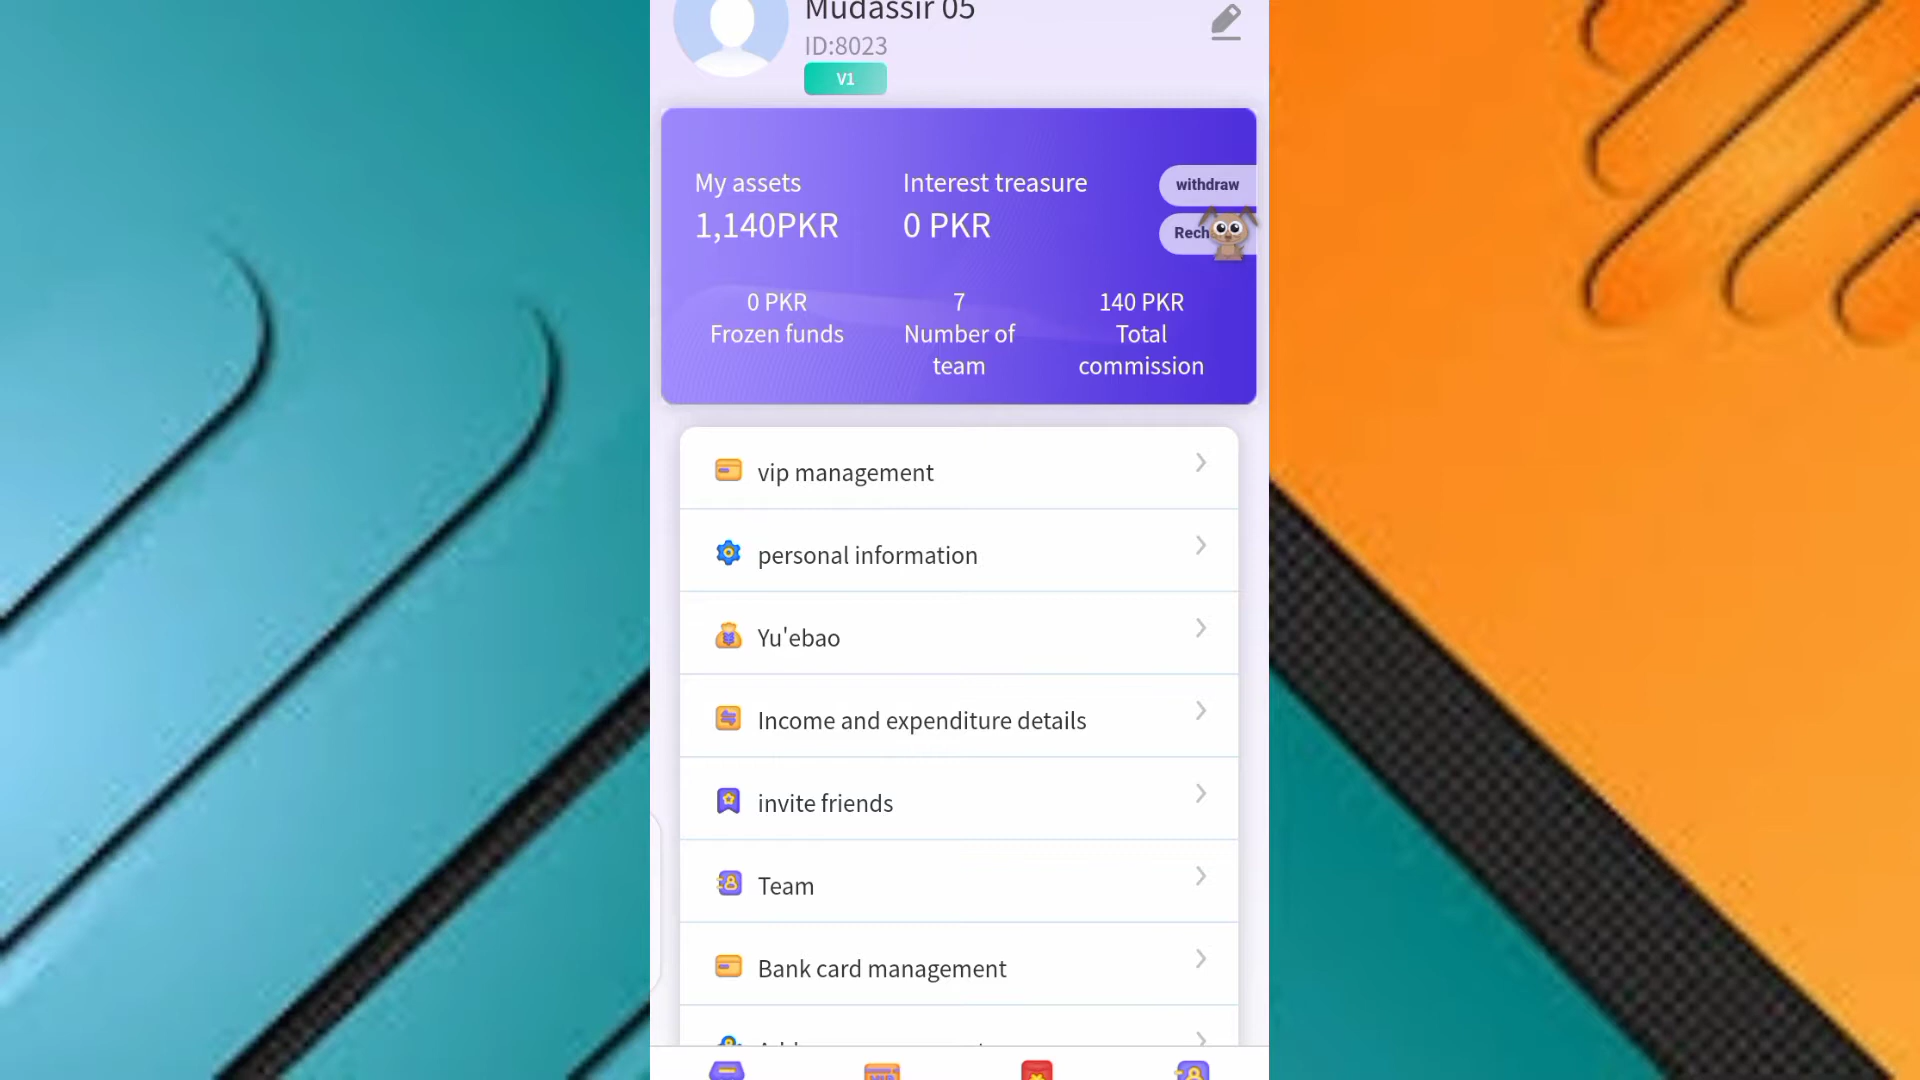 Mudassir 05
ID:8023
V1
My assets
Interest treasure
withdraw
1,140PKR
0 PKR
Rech
0 PKR
7
140 PKR
Frozen funds
Number of
team
Total
commission
vip management
personal information
Yu'ebao
Income and expenditure details
invite friends
Team
Bank card management